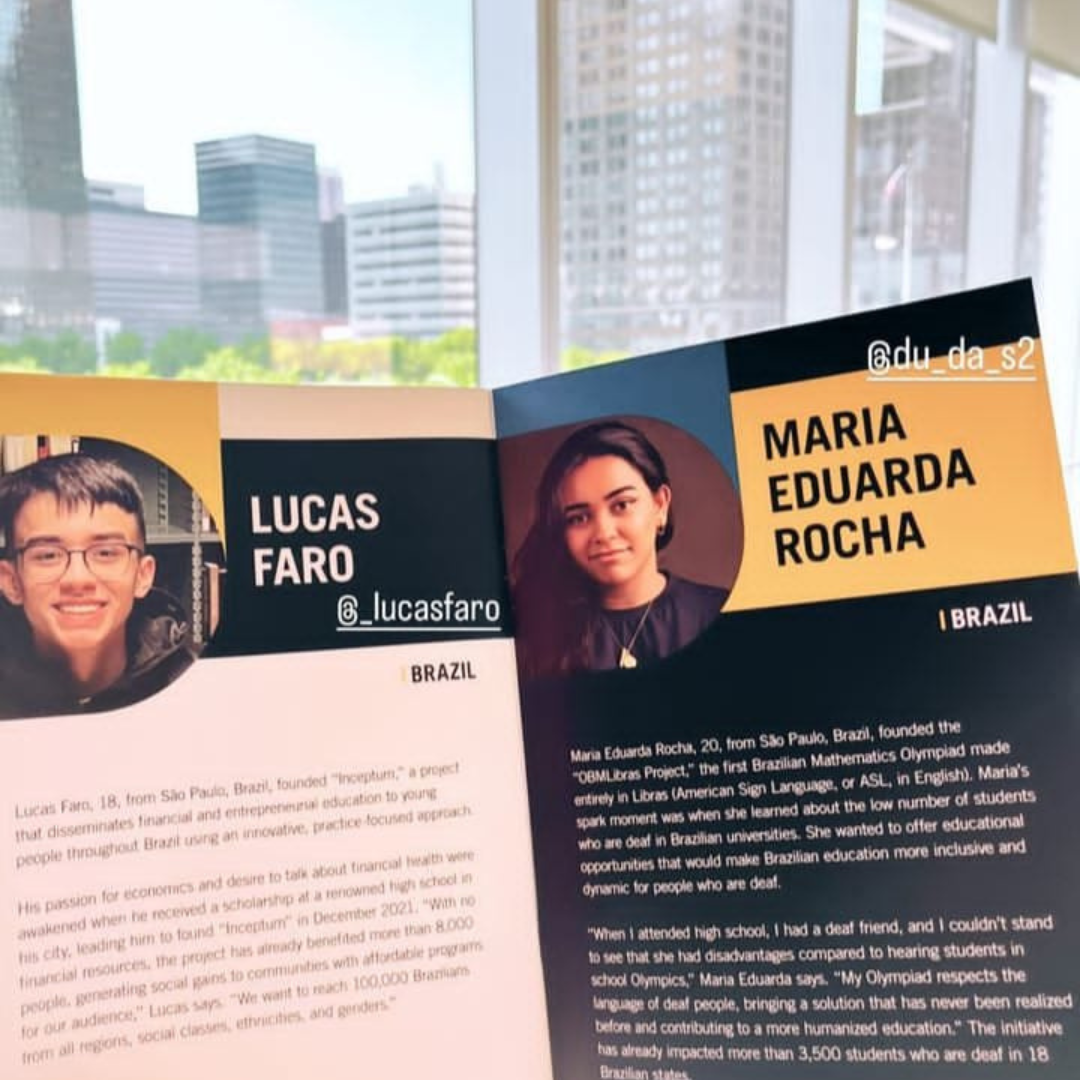 LUCAS
FARO
@_lucasfaro
BRAZIL
Lucas Faro, 18, from São Paulo, Brazil, founded "Inceptum," a project
that disseminates financial and entrepreneurial education to young
people throughout Brazil using an innovative, practice-focused approach.
His passion for economics and desire to talk about financial health were
awakened when he received a scholarship at a renowned high school in
his city, leading him to found "Inceptum" in December 2021. "With no
financial resources, the project has already benefited more than 8,000
people, generating social gains to communities with affordable programs
for our audience," Lucas says. "We want to reach 100,000 Brazilians
from all regions, social classes, ethnicities, and genders."
@du_da_s2
MARIA
EDUARDA
ROCHA
BRAZIL
Maria Eduarda Rocha, 20, from São Paulo, Brazil, founded the
"OBMLibras Project," the first Brazilian Mathematics Olympiad made
entirely in Libras (American Sign Language, or ASL, in English). Maria's
spark moment was when she learned about the low number of students
who are deaf in Brazilian universities. She wanted to offer educational
opportunities that would make Brazilian education more inclusive and
dynamic for people who are deaf.
"When I attended high school, I had a deaf friend, and I couldn't stand
to see that she had disadvantages compared to hearing students in
school Olympics," Maria Eduarda says. "My Olympiad respects the
language of deaf people, bringing a solution that has never been realized
before and contributing to a more humanized education." The initiative
has already impacted more than 3,500 students who are deaf in 18
Brazilian states.